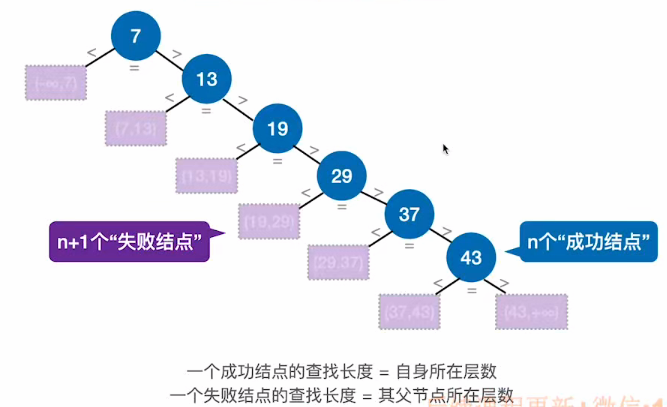 7
< = >
(-∞,7)
13
< = >
(7,13)
19
< = >
(13,19)
29
< = >
(19,29)
37
< = >
(29,37)
43
< = >
(37,43)
(43,+∞)
n+1个“失败结点”
n个“成功结点”
一个成功结点的查找长度 = 自身所在层数
一个失败结点的查找长度 = 其父节点所在层数